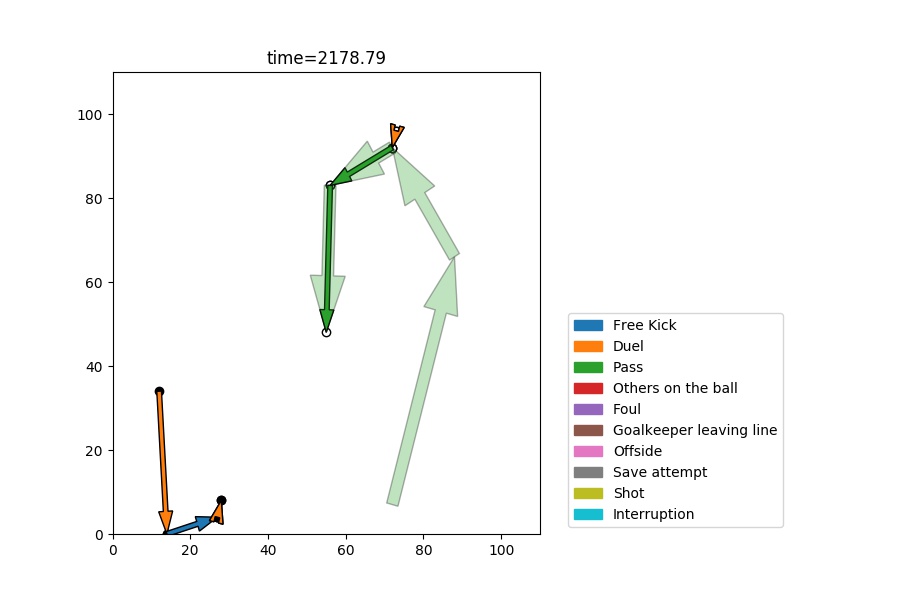 time=2178.79
100
80
60
40
20
0
0 20 40 60 80 100
Free Kick
Duel
Pass
Others on the ball
Foul
Goalkeeper leaving line
Offside
Save attempt
Shot
Interruption